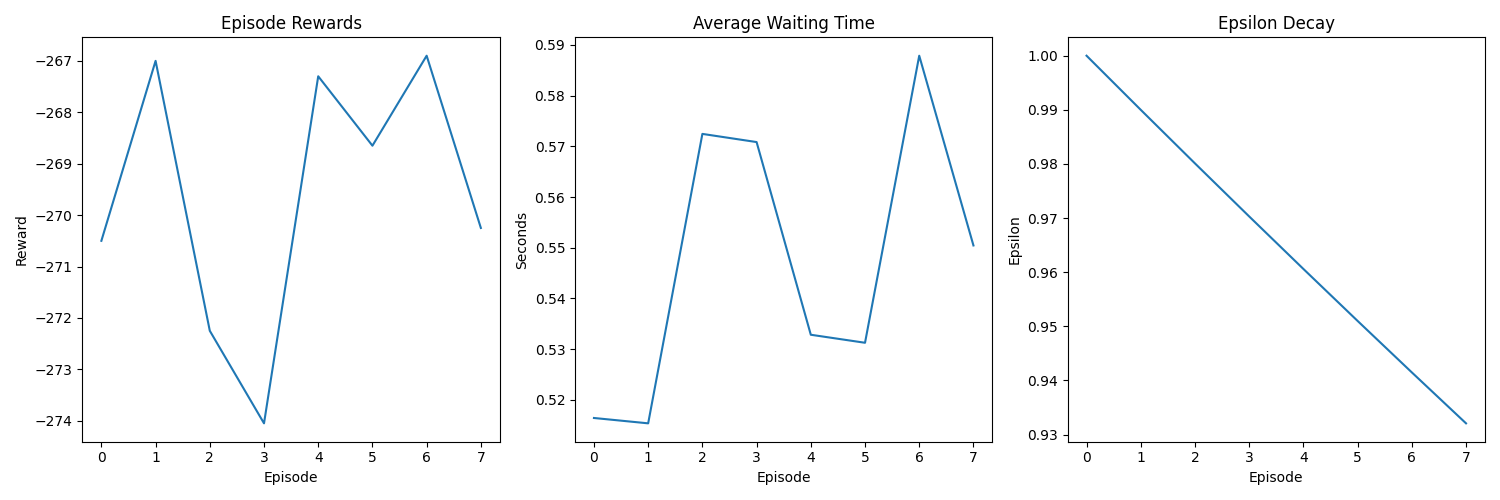 Episode Rewards
Reward
−267
−268
−269
−270
−271
−272
−273
−274
0 1 2 3 4 5 6 7
Episode
Average Waiting Time
Seconds
0.59
0.58
0.57
0.56
0.55
0.54
0.53
0.52
0 1 2 3 4 5 6 7
Episode
Epsilon Decay
Epsilon
1.00
0.99
0.98
0.97
0.96
0.95
0.94
0.93
0 1 2 3 4 5 6 7
Episode